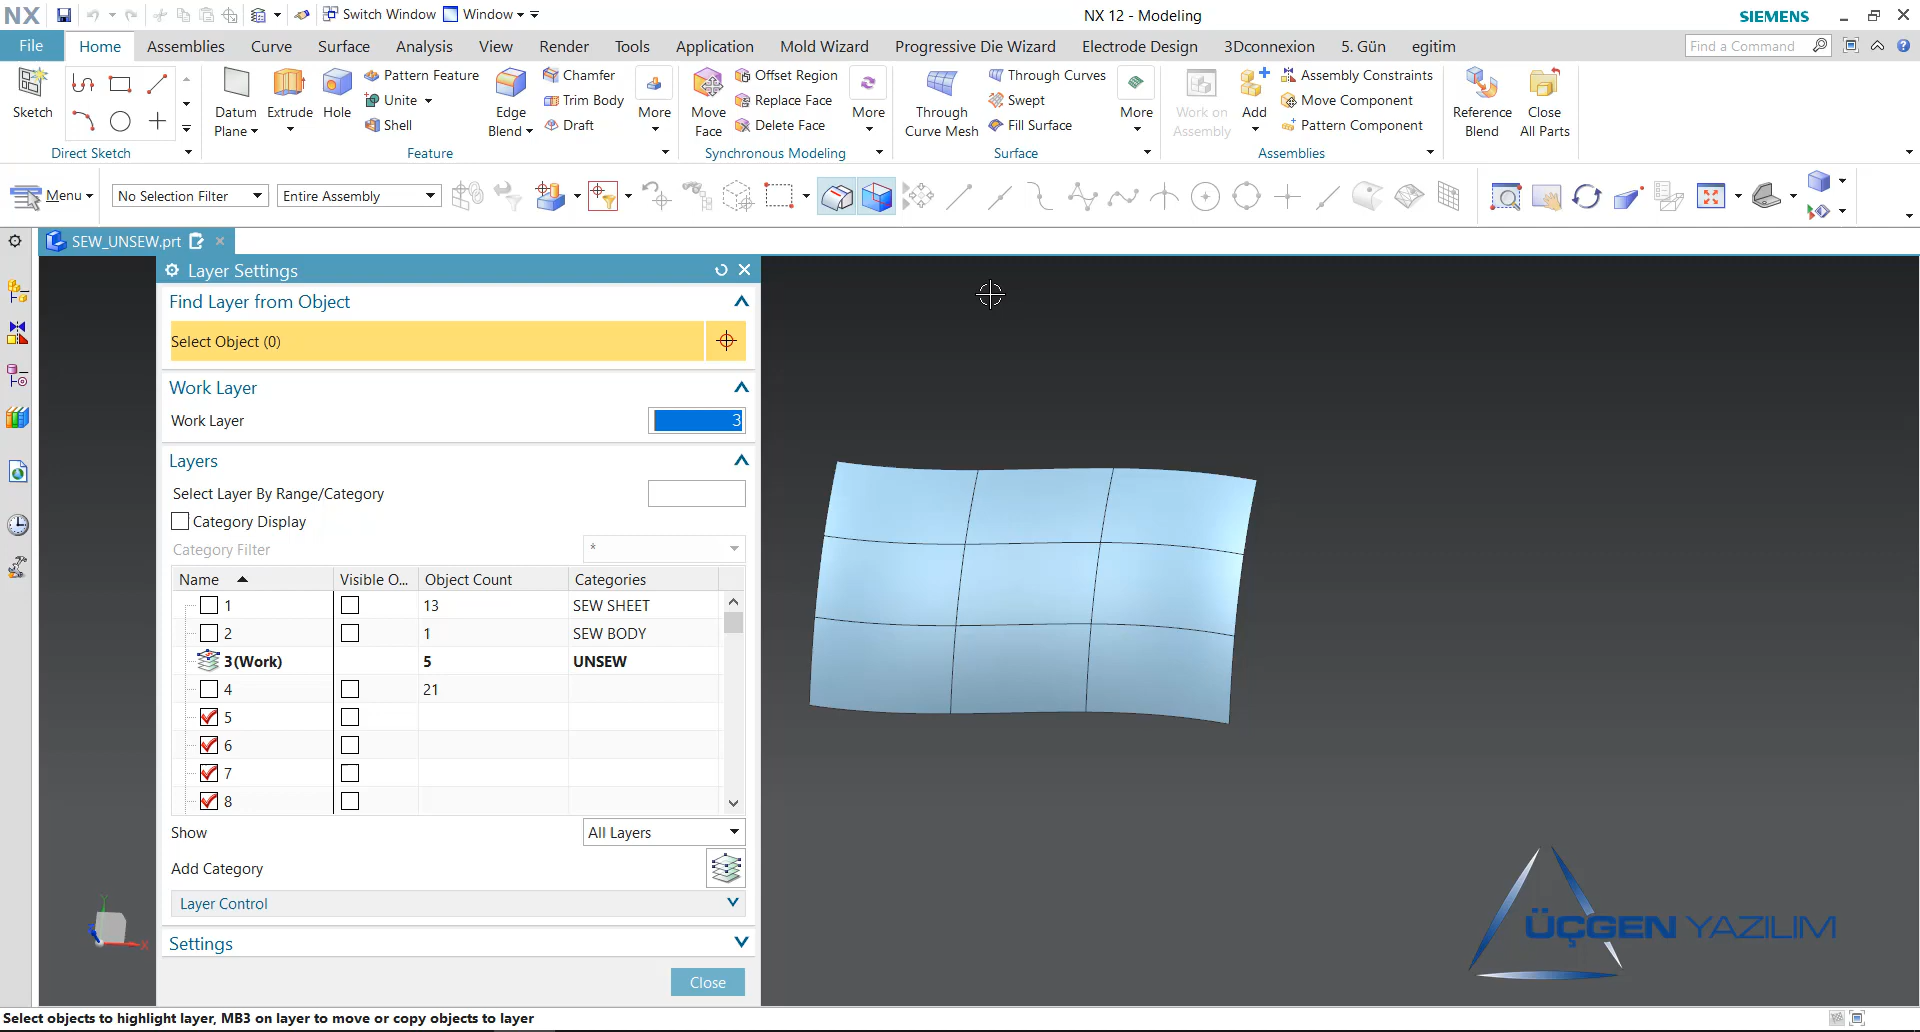 NX Switch Window Window NX 12 - Modeling SIEMENS
File Home Assemblies Curve Surface Analysis View Render Tools Application Mold Wizard Progressive Die Wizard Electrode Design 3Dconnexion 5. Gün egitim Find a Command
Sketch
Direct Sketch
Datum Plane
Extrude
Hole
Pattern Feature
Unite
Shell
Edge Blend
Chamfer
Trim Body
Draft
More
Feature
Move Face
Offset Region
Replace Face
Delete Face
More
Synchronous Modeling
Through Curve Mesh
Through Curves
Swept
Fill Surface
More
Surface
Work on Assembly
Add
Assembly Constraints
Move Component
Pattern Component
Assemblies
Reference Blend
Close All Parts
Menu No Selection Filter Entire Assembly
SEW_UNSEW.prt
Layer Settings
Find Layer from Object
Select Object (0)
Work Layer
Work Layer 3
Layers
Select Layer By Range/Category
Category Display
Category Filter *
Name Visible O... Object Count Categories
1 13 SEW SHEET
2 1 SEW BODY
3(Work) 5 UNSEW
4 21
5
6
7
8
Show All Layers
Add Category
Layer Control
Settings
Close
ÜÇGEN YAZILIM
Select objects to highlight layer, MB3 on layer to move or copy objects to layer